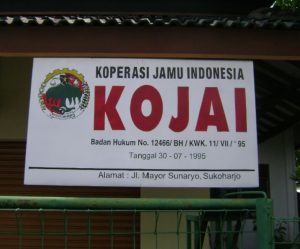 KOPERASI JAMU INDONESIA
KOJAI
Badan Hukum No. 12466/ BH / KWK. 11/ VII / ' 95
Tanggal 30 - 07 - 1995
Alamat : Jl. Mayor Sunaryo, Sukoharjo